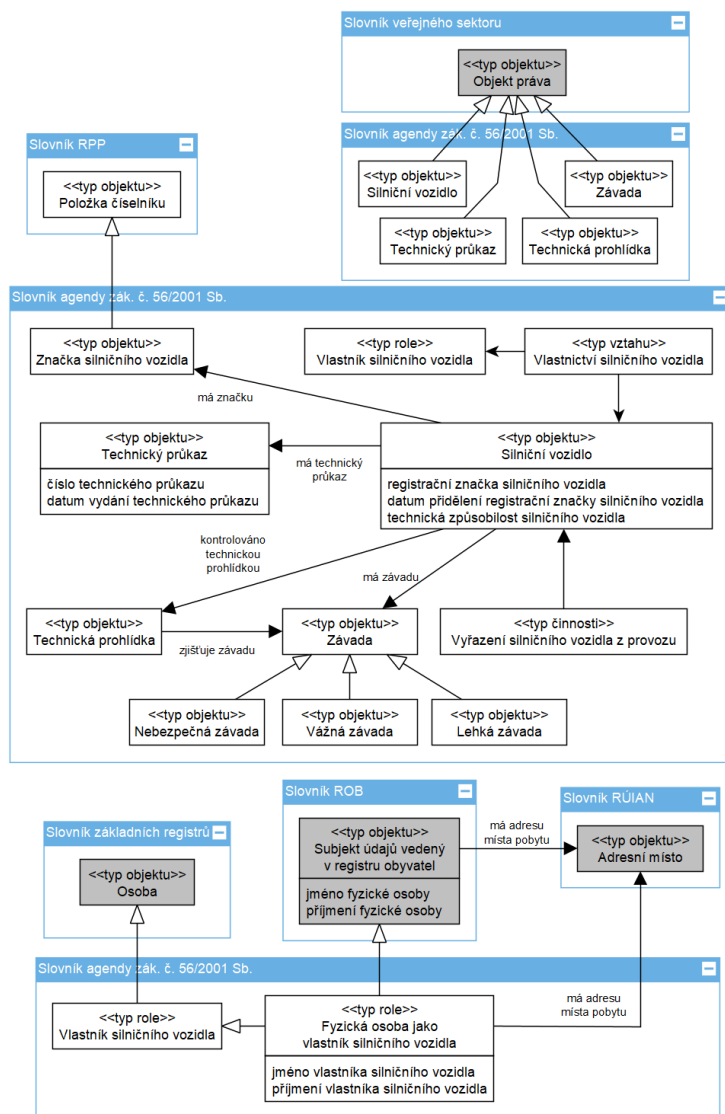 Slovník veřejného sektoru
<<typ objektu>>
Objekt práva
Slovník agendy zák. č. 56/2001 Sb.
<<typ objektu>>
Silniční vozidlo
<<typ objektu>>
Závada
<<typ objektu>>
Technický průkaz
<<typ objektu>>
Technická prohlídka
Slovník RPP
<<typ objektu>>
Položka číselníku
Slovník agendy zák. č. 56/2001 Sb.
<<typ objektu>>
Značka silničního vozidla
<<typ role>>
Vlastník silničního vozidla
<<typ vztahu>>
Vlastnictví silničního vozidla
má značku
<<typ objektu>>
Technický průkaz
číslo technického průkazu
datum vydání technického průkazu
má technický
průkaz
<<typ objektu>>
Silniční vozidlo
registrační značka silničního vozidla
datum přidělení registrační značky silničního vozidla
technická způsobilost silničního vozidla
kontrolováno
technickou
prohlídkou
má závadu
<<typ objektu>>
Technická prohlídka
zjišťuje závadu
<<typ objektu>>
Závada
<<typ činnosti>>
Vyřazení silničního vozidla z provozu
<<typ objektu>>
Nebezpečná závada
<<typ objektu>>
Vážná závada
<<typ objektu>>
Lehká závada
Slovník ROB
<<typ objektu>>
Subjekt údajů vedený
v registru obyvatel
jméno fyzické osoby
příjmení fyzické osoby
má adresu
místa pobytu
Slovník RÚIAN
<<typ objektu>>
Adresní místo
Slovník základních registrů
<<typ objektu>>
Osoba
Slovník agendy zák. č. 56/2001 Sb.
<<typ role>>
Vlastník silničního vozidla
<<typ role>>
Fyzická osoba jako
vlastník silničního vozidla
jméno vlastníka silničního vozidla
příjmení vlastníka silničního vozidla
má adresu
místa pobytu